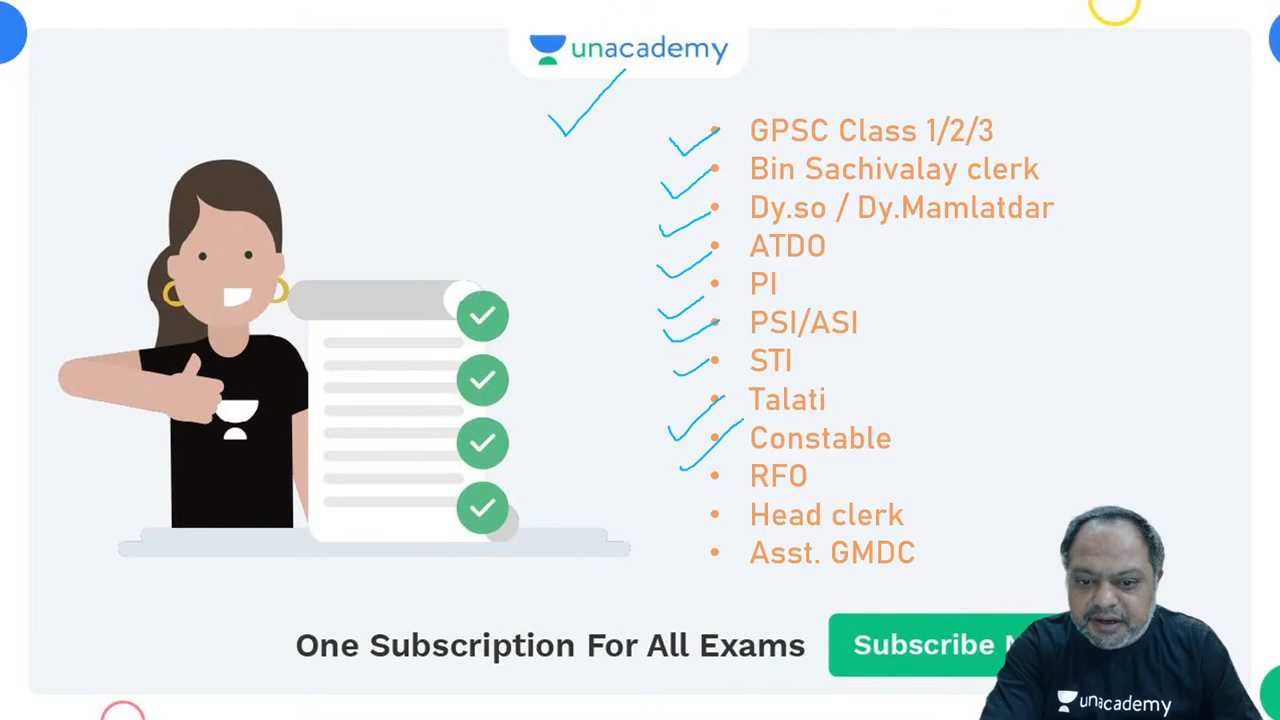 unacademy
GPSC Class 1/2/3
Bin Sachivalay clerk
Dy.so / Dy.Mamlatdar
ATDO
PI
PSI/ASI
STI
Talati
Constable
RFO
Head clerk
Asst. GMDC
One Subscription For All Exams
Subscribe
unacademy